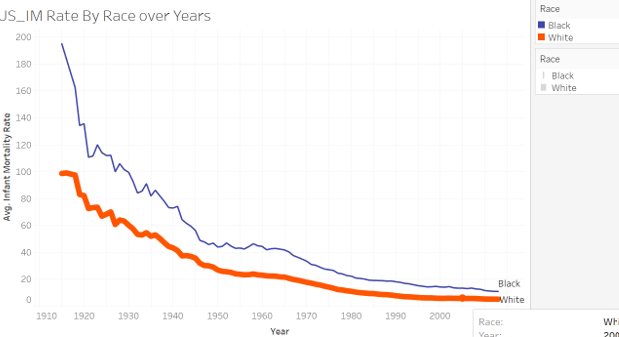 US_IM Rate By Race over Years
Race
Black
White
Race
Black
White
Avg. Infant Mortality Rate
200
180
160
140
120
100
80
60
40
20
0
Black
White
1910 1920 1930 1940 1950 1960 1970 1980 1990 2000
Year
Race:
Year: